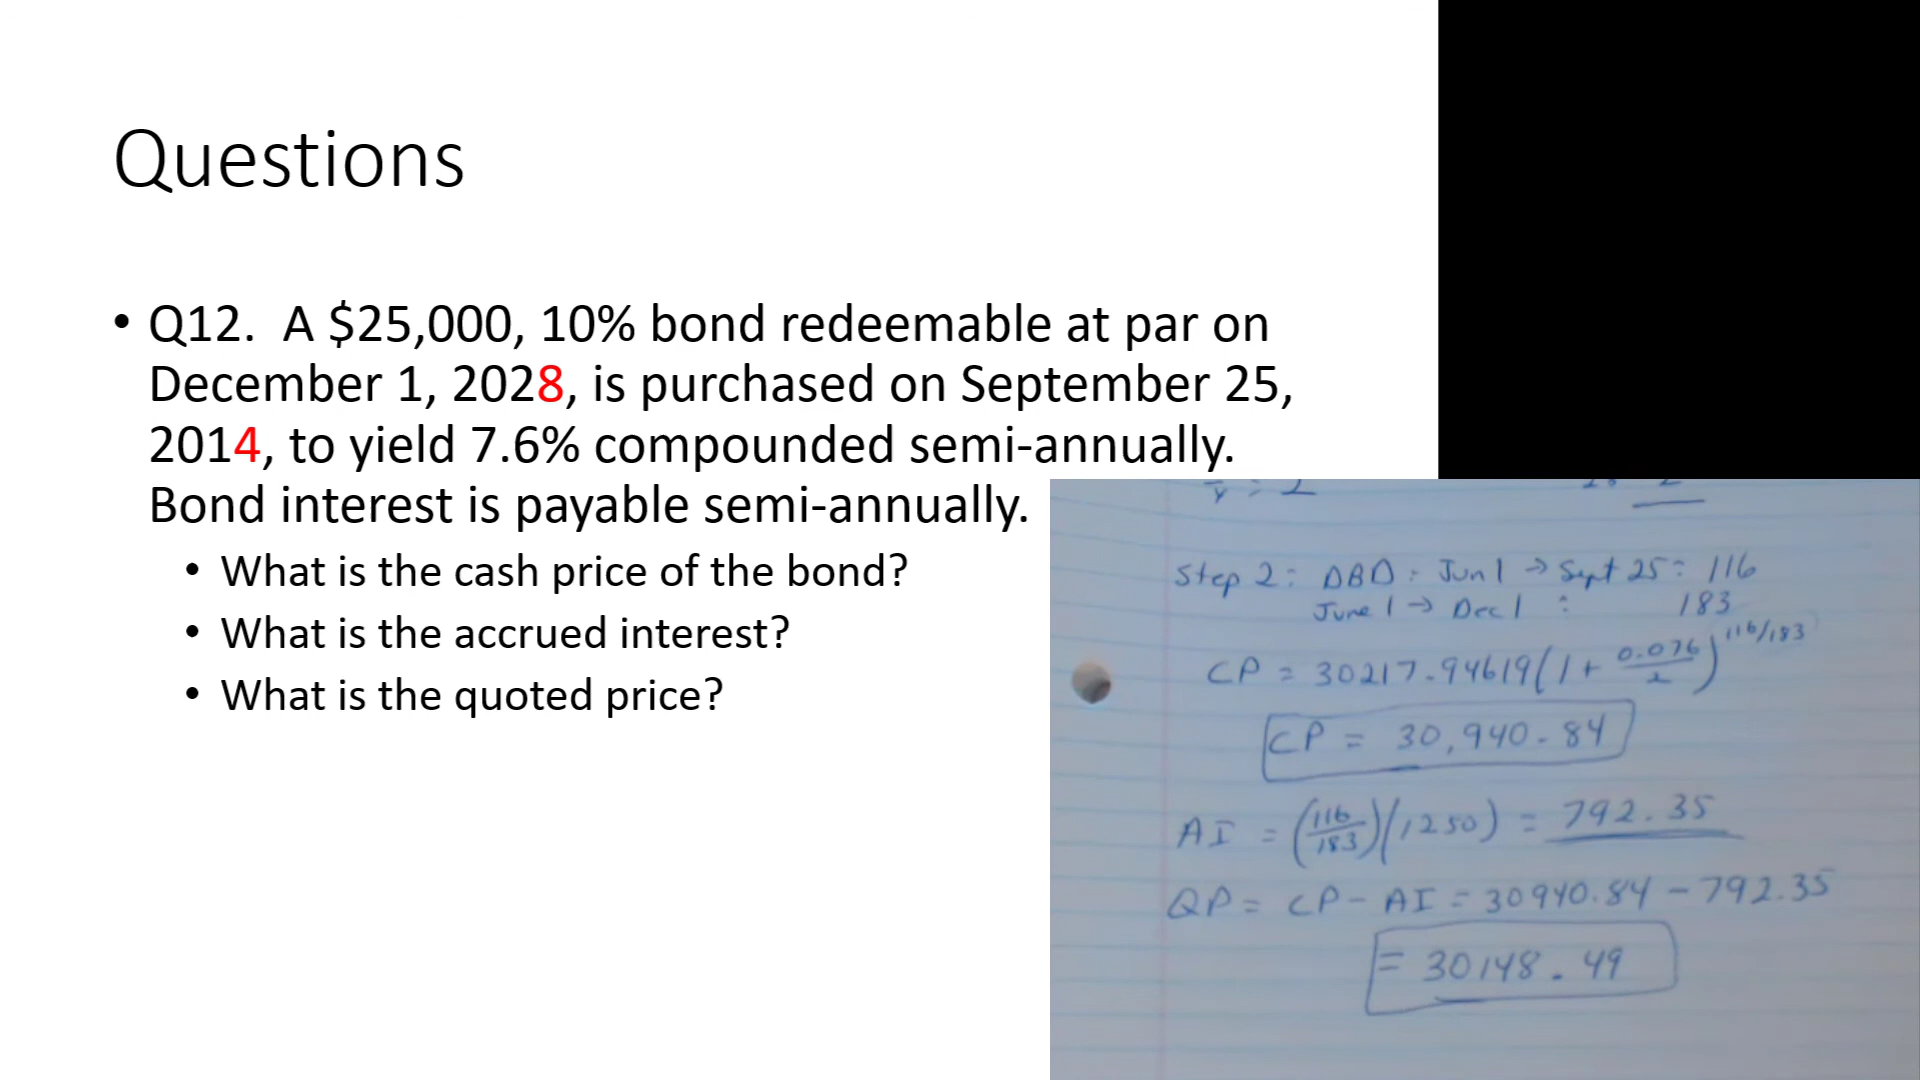 Questions
• Q12. A $25,000, 10% bond redeemable at par on
December 1, 2028, is purchased on September 25,
2014, to yield 7.6% compounded semi-annually.
Bond interest is payable semi-annually.
• What is the cash price of the bond?
• What is the accrued interest?
• What is the quoted price?
Step 2: DBD: Jun 1 → Sept 25: 116
June 1 → Dec 1 : 183
CP = 30217.94619(1 + 0.076/2)^116/183
CP = 30,940.84
AI = (116/183)(1250) = 792.35
QP = CP - AI = 30940.84 - 792.35
= 30148.49